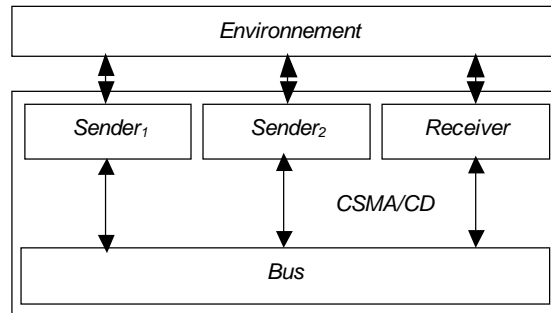 Environnement
Sender₁ Sender₂ Receiver
CSMA/CD
Bus